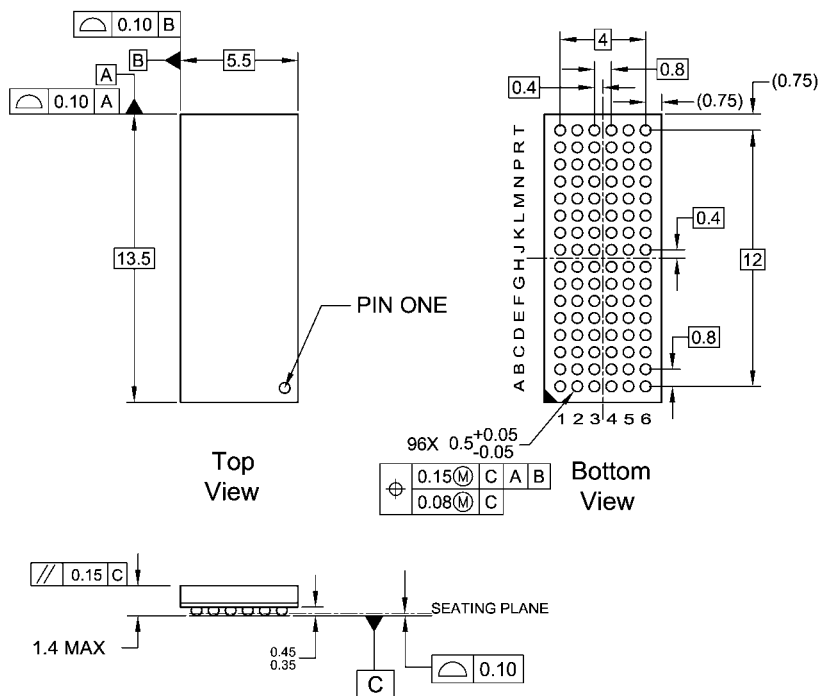 0.10 B
B
5.5
A
0.10 A
13.5
PIN ONE
Top
View
4
0.8
0.4
(0.75)
(0.75)
T
R
P
N
M
L
K
J
H
G
F
E
D
C
B
A
0.4
12
0.8
1 2 3 4 5 6
96X 0.5 +0.05
-0.05
0.15Ⓜ C A B
0.08Ⓜ C
Bottom
View
// 0.15 C
1.4 MAX
0.45
0.35
SEATING PLANE
0.10
C